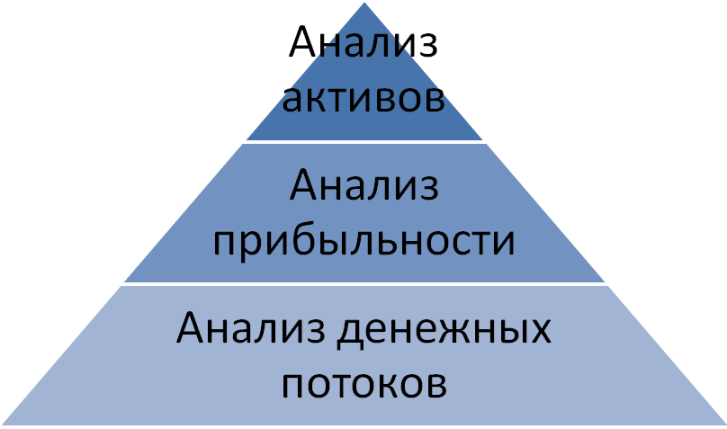 Анализ
активов
Анализ
прибыльности
Анализ денежных
потоков